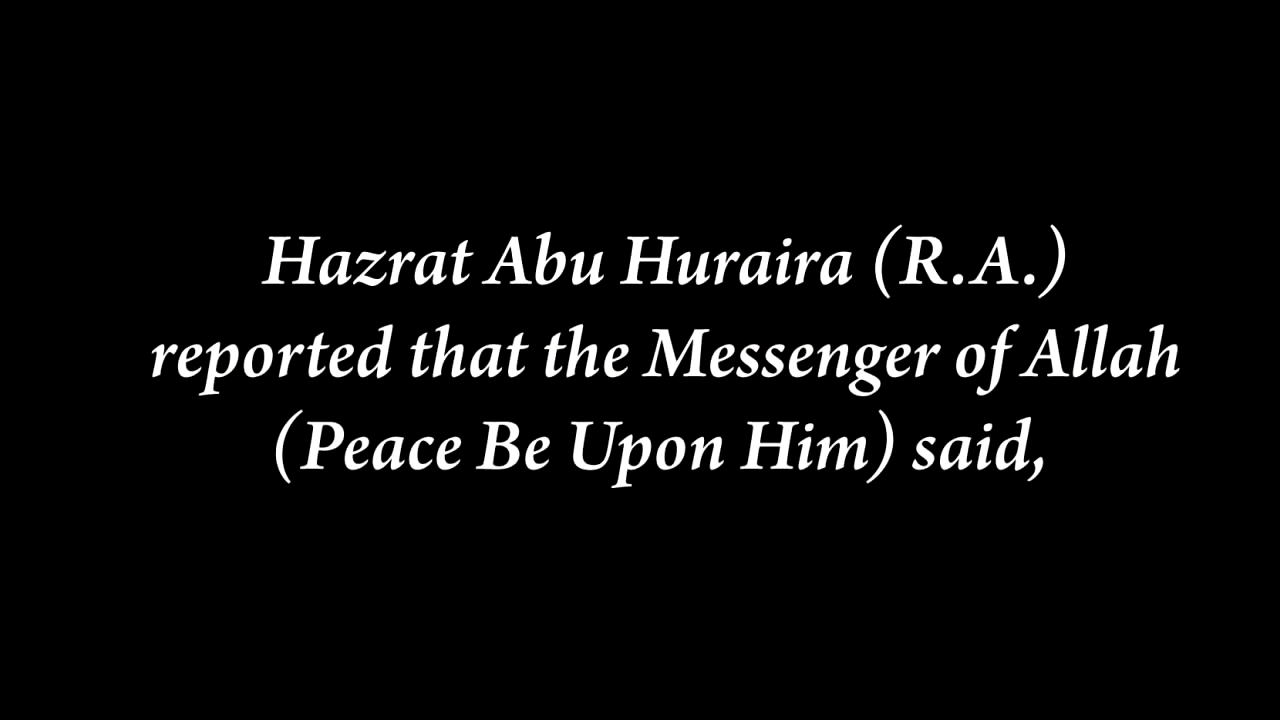 Hazrat Abu Huraira (R.A.)
reported that the Messenger of Allah
(Peace Be Upon Him) said,